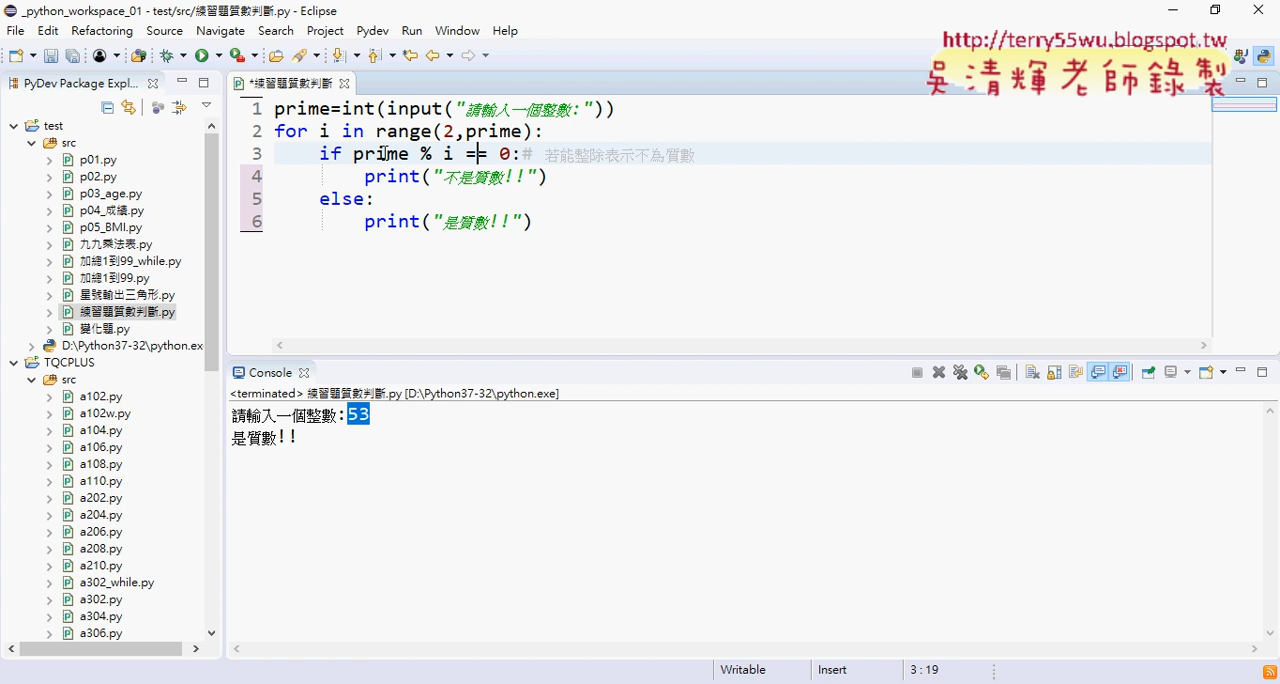 _python_workspace_01 - test/src/練習題質數判斷.py - Eclipse
File Edit Refactoring Source Navigate Search Project Pydev Run Window Help
http://terry55wu.blogspot.tw
吳清輝老師錄製
PyDev Package Expl...
*練習題質數判斷
test
src
p01.py
p02.py
p03_age.py
p04_成績.py
p05_BMI.py
九九乘法表.py
加總1到99_while.py
加總1到99.py
星號輸出三角形.py
練習題質數判斷.py
變化題.py
D:\Python37-32\python.ex
TQCPLUS
src
a102.py
a102w.py
a104.py
a106.py
a108.py
a110.py
a202.py
a204.py
a206.py
a208.py
a210.py
a302_while.py
a302.py
a304.py
a306.py
1 prime=int(input("請輸入一個整數:"))
2 for i in range(2,prime):
3 if prime % i == 0:# 若能整除表示不為質數
4 print("不是質數!!")
5 else:
6 print("是質數!!")
Console
<terminated> 練習題質數判斷.py [D:\Python37-32\python.exe]
請輸入一個整數:53
是質數!!
Writable Insert 3 : 19